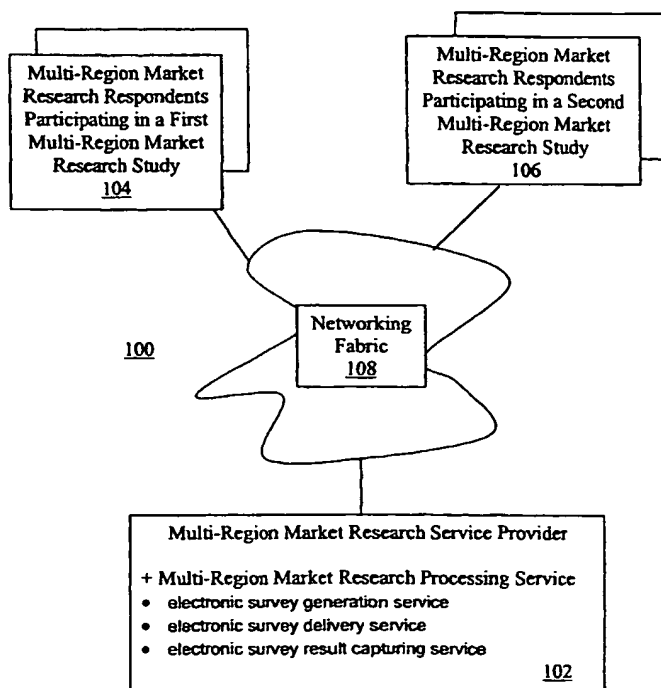 Multi-Region Market
Research Respondents
Participating in a First
Multi-Region Market
Research Study
104
Multi-Region Market
Research Respondents
Participating in a Second
Multi-Region Market
Research Study
106
Networking
Fabric
108
100
Multi-Region Market Research Service Provider
+ Multi-Region Market Research Processing Service
• electronic survey generation service
• electronic survey delivery service
• electronic survey result capturing service
102